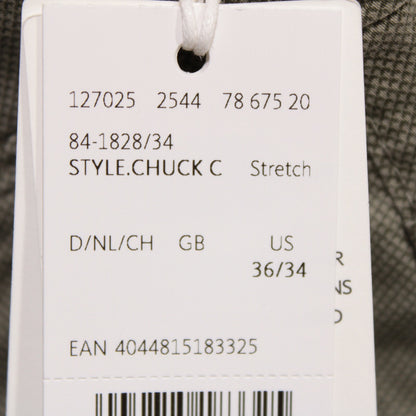 127025 2544 78 675 20
84-1828/34
STYLE.CHUCK C Stretch
D/NL/CH GB US
36/34
EAN 4044815183325